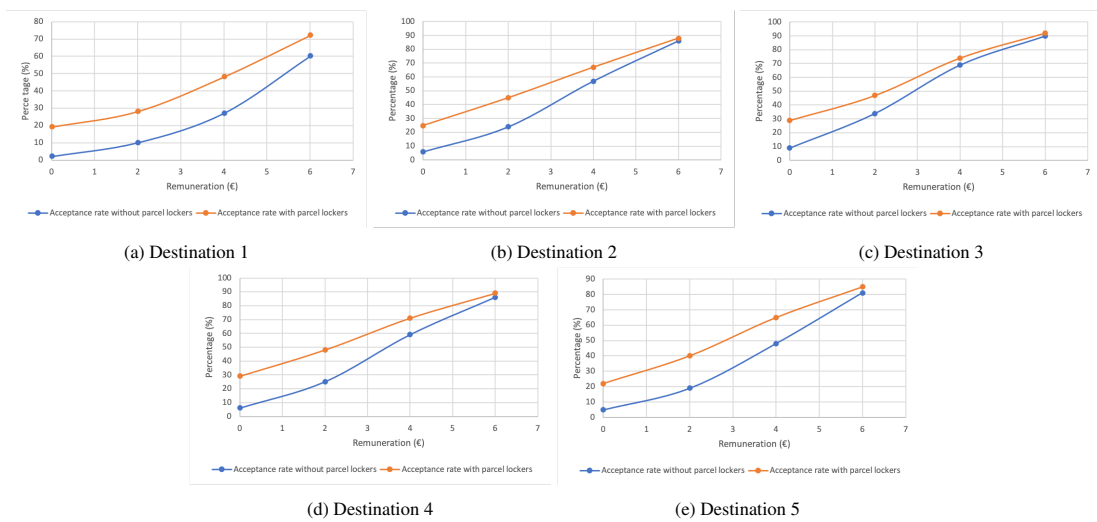 80
70
60
50
40
30
20
10
0
Perce tage (%)
0 1 2 3 4 5 6 7
Remuneration (€)
Acceptance rate without parcel lockers Acceptance rate with parcel lockers
(a) Destination 1
100
90
80
70
60
50
40
30
20
10
0
Percentage (%)
0 1 2 3 4 5 6 7
Remuneration (€)
Acceptance rate without parcel lockers Acceptance rate with parcel lockers
(b) Destination 2
100
90
80
70
60
50
40
30
20
10
0
Percentage (%)
0 1 2 3 4 5 6 7
Remuneration (€)
Acceptance rate without parcel lockers Acceptance rate with parcel lockers
(c) Destination 3
100
90
80
70
60
50
40
30
20
10
0
Percentage (%)
0 1 2 3 4 5 6 7
Remuneration (€)
Acceptance rate without parcel lockers Acceptance rate with parcel lockers
(d) Destination 4
90
80
70
60
50
40
30
20
10
0
Percentage (%)
0 1 2 3 4 5 6 7
Remuneration (€)
Acceptance rate without parcel lockers Acceptance rate with parcel lockers
(e) Destination 5